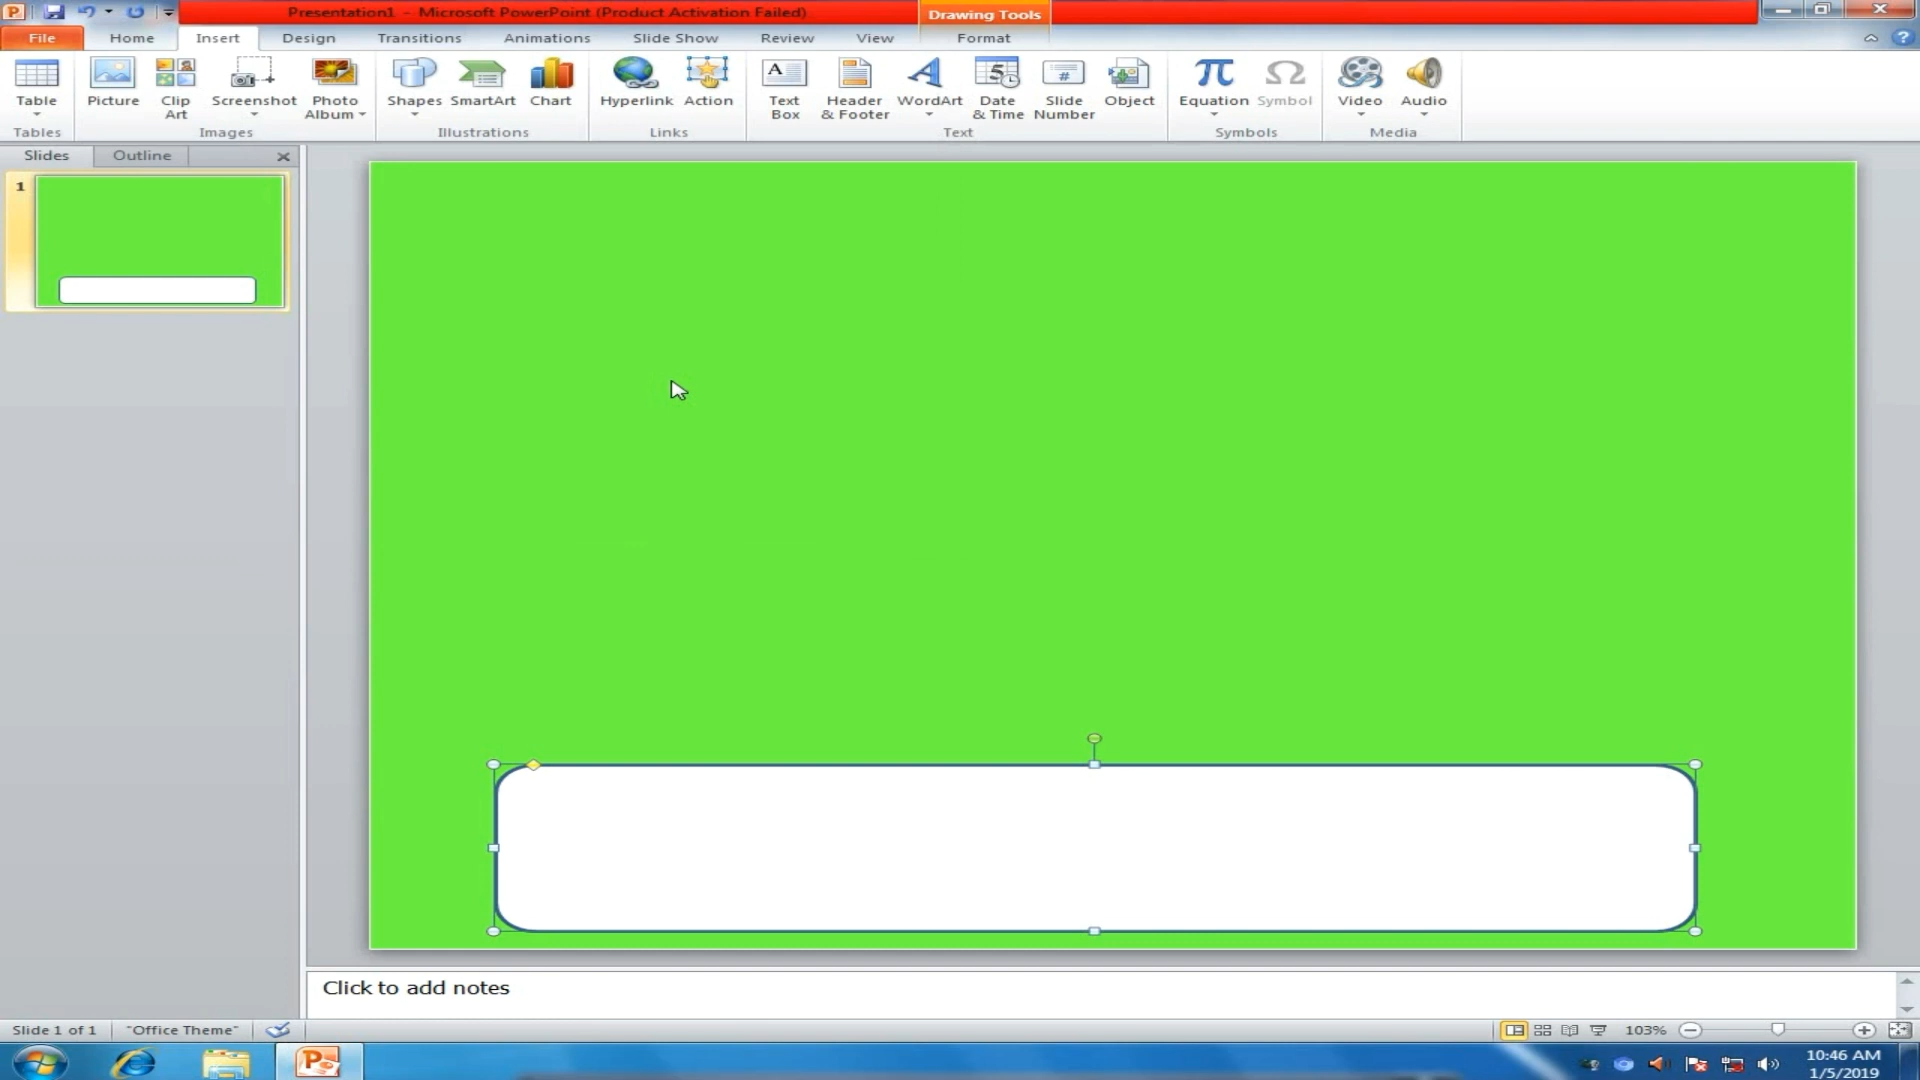 Presentation1 - Microsoft PowerPoint (Product Activation Failed)
Drawing Tools
File Home Insert Design Transitions Animations Slide Show Review View Format
Table
Picture
Clip
Art
Screenshot
Photo
Album
Shapes
SmartArt
Chart
Hyperlink
Action
Text
Box
Header
& Footer
WordArt
Date
& Time
Slide
Number
Object
Equation
Symbol
Video
Audio
Tables
Images
Illustrations
Links
Text
Symbols
Media
Slides
Outline
1
Click to add notes
Slide 1 of 1
"Office Theme"
103%
10:46 AM
1/5/2019